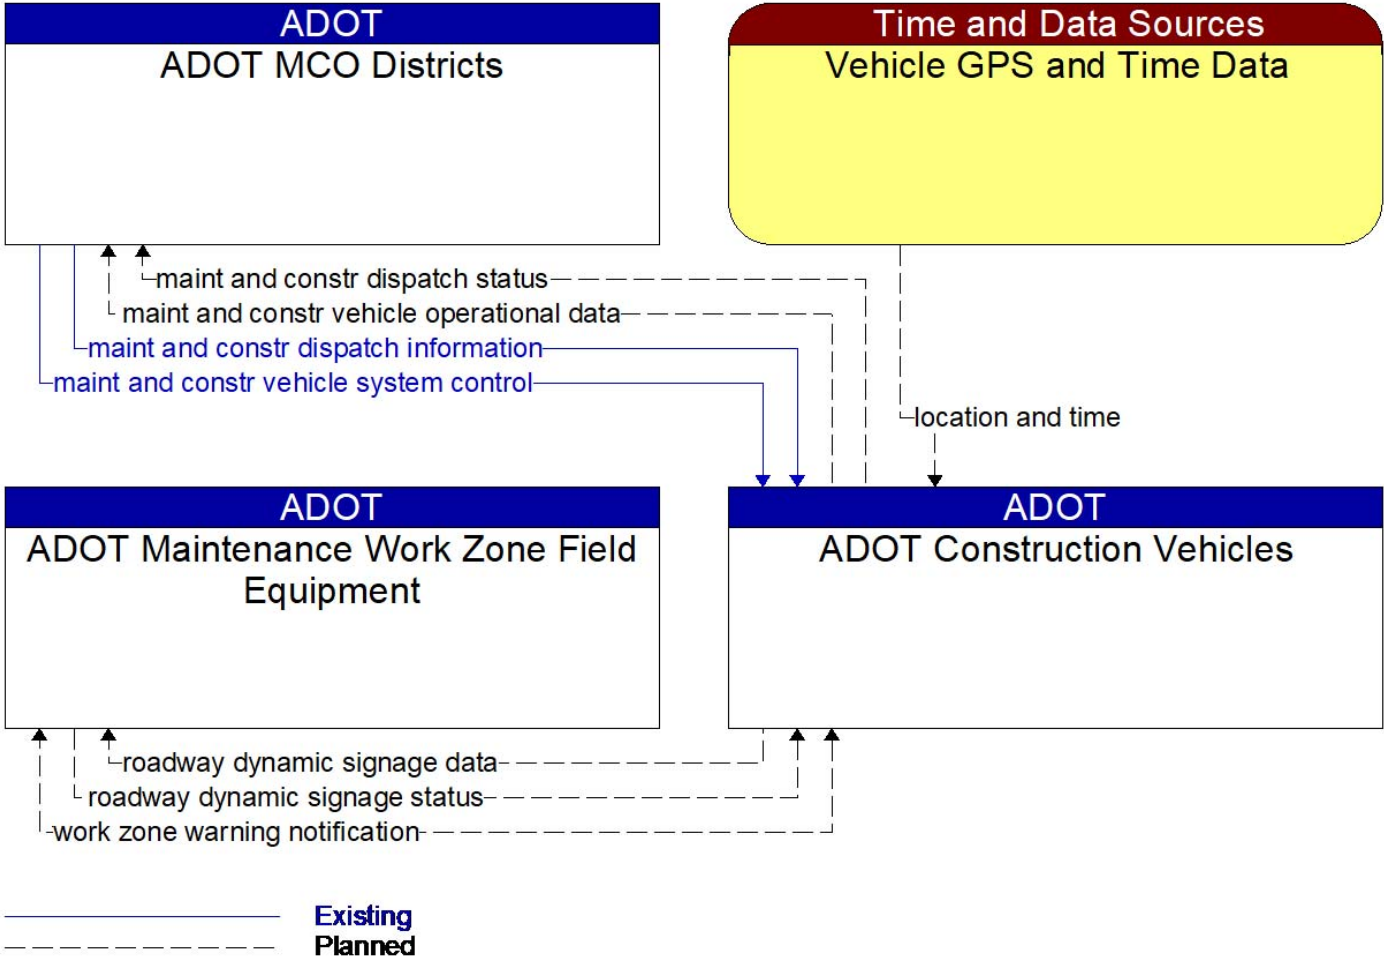 ADOT
ADOT MCO Districts
Time and Data Sources
Vehicle GPS and Time Data
maint and constr dispatch status
maint and constr vehicle operational data
maint and constr dispatch information
maint and constr vehicle system control
location and time
ADOT
ADOT Maintenance Work Zone Field
Equipment
ADOT
ADOT Construction Vehicles
roadway dynamic signage data
roadway dynamic signage status
work zone warning notification
Existing
Planned